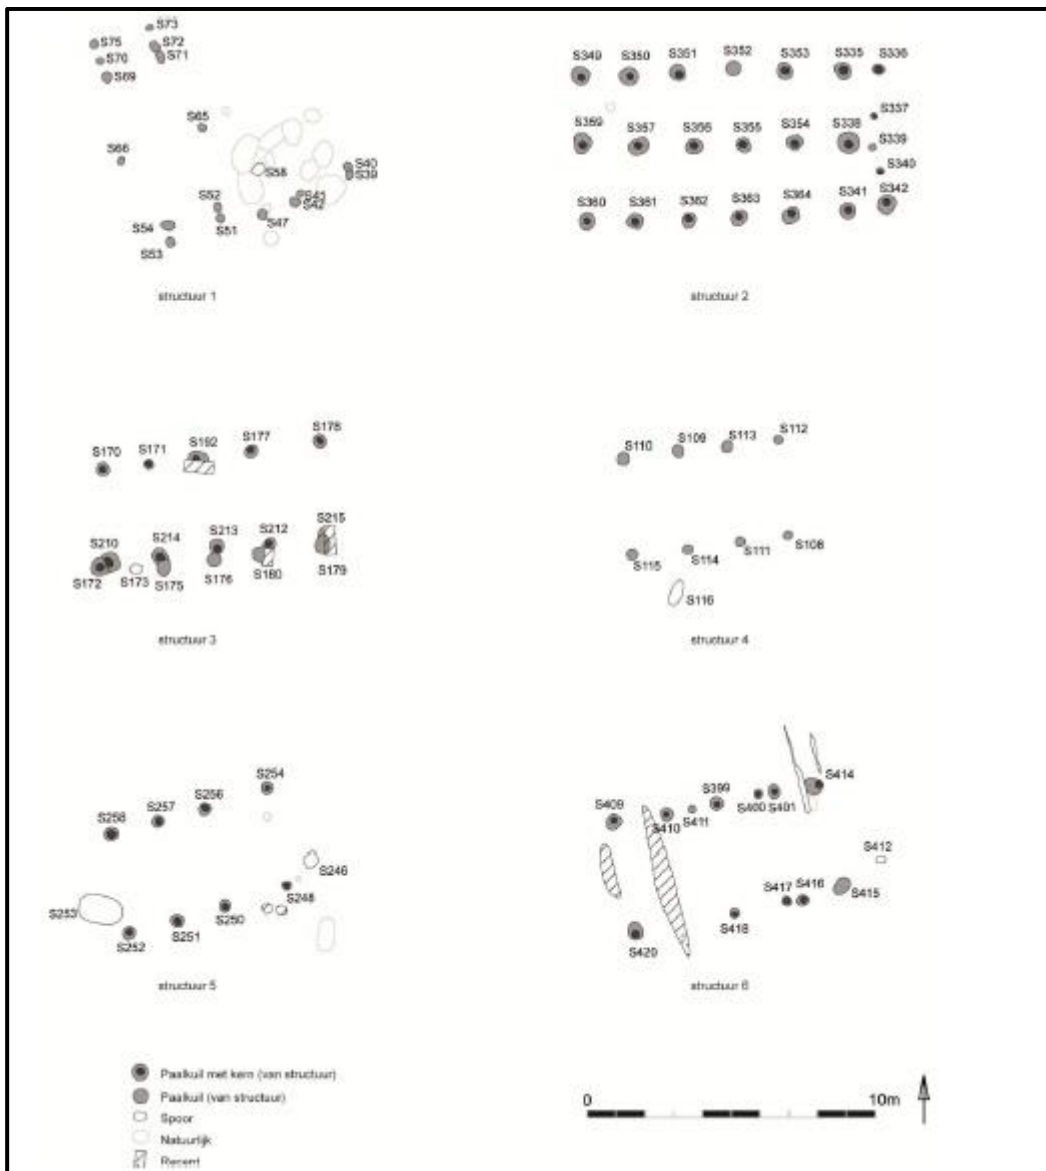 S73
S75
S72
S70
S71
S69
S65
S66
S58
S40
S39
S52
S41
S42
S54
S51
S47
S53
structuur 1
S349
S350
S351
S352
S353
S335
S336
S337
S359
S357
S356
S355
S354
S338
S339
S340
S360
S361
S362
S363
S364
S341
S342
structuur 2
S170
S171
S192
S177
S178
S210
S214
S213
S212
S215
S172
S173
S175
S176
S180
S179
structuur 3
S110
S109
S113
S112
S115
S114
S111
S108
S116
structuur 4
S258
S257
S256
S254
S246
S253
S248
S252
S251
S250
structuur 5
S409
S410
S411
S399
S400
S401
S414
S412
S417
S416
S415
S418
S420
structuur 6
Paalkuil met kern (van structuur)
Paalkuil (van structuur)
Spoor
Natuurlijk
Recent
0 10m